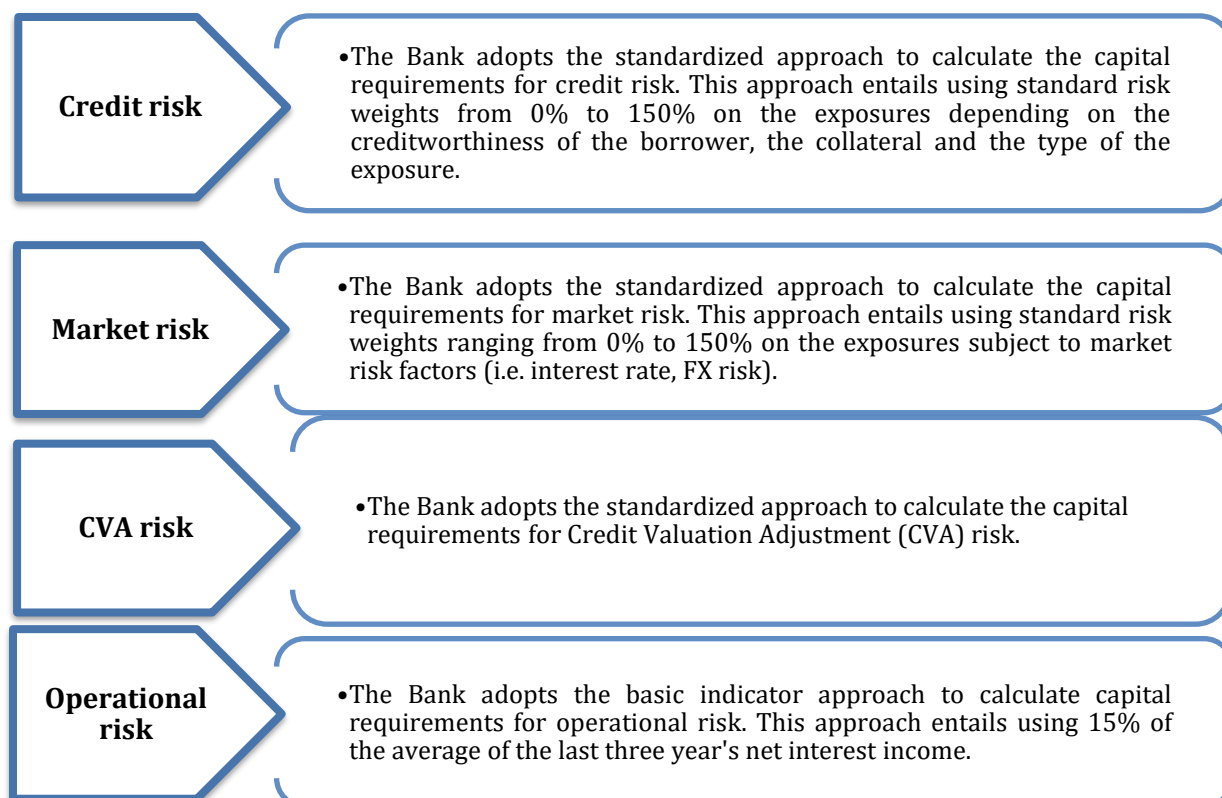 Credit risk
•The Bank adopts the standardized approach to calculate the capital
requirements for credit risk. This approach entails using standard risk
weights from 0% to 150% on the exposures depending on the
creditworthiness of the borrower, the collateral and the type of the
exposure.
Market risk
•The Bank adopts the standardized approach to calculate the capital
requirements for market risk. This approach entails using standard risk
weights ranging from 0% to 150% on the exposures subject to market
risk factors (i.e. interest rate, FX risk).
CVA risk
•The Bank adopts the standardized approach to calculate the capital
requirements for Credit Valuation Adjustment (CVA) risk.
Operational
risk
•The Bank adopts the basic indicator approach to calculate capital
requirements for operational risk. This approach entails using 15% of
the average of the last three year's net interest income.